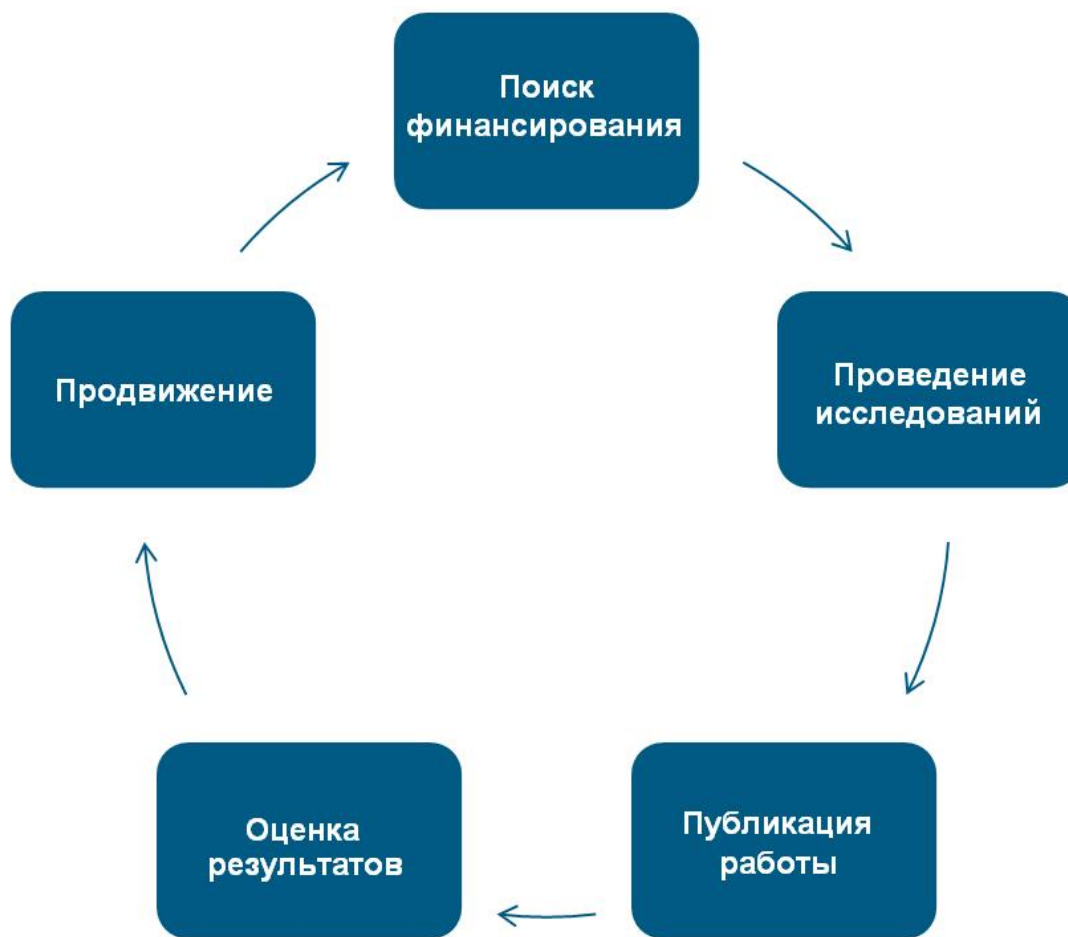 Поиск
финансирования
Проведение
исследований
Публикация
работы
Оценка
результатов
Продвижение